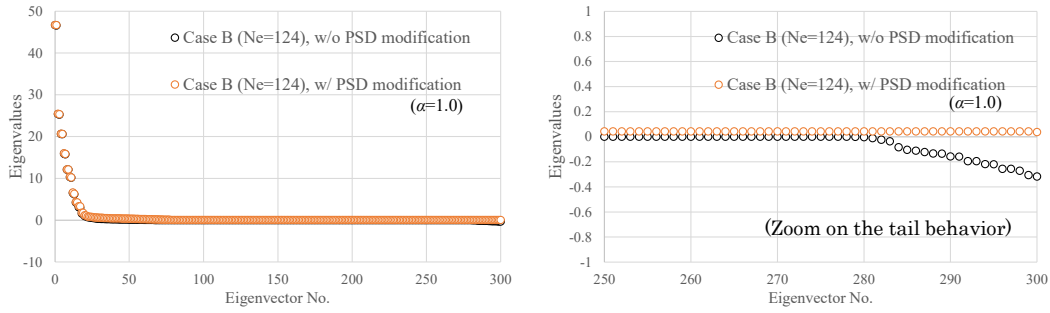 50
40
30
20
10
0
-10
Eigenvalues
Case B (Ne=124), w/o PSD modification
Case B (Ne=124), w/ PSD modification
(α=1.0)
0
50
100
150
200
250
300
Eigenvector No.
1
0.8
0.6
0.4
0.2
0
-0.2
-0.4
-0.6
-0.8
-1
Eigenvalues
Case B (Ne=124), w/o PSD modification
Case B (Ne=124), w/ PSD modification
(α=1.0)
(Zoom on the tail behavior)
250
260
270
280
290
300
Eigenvector No.